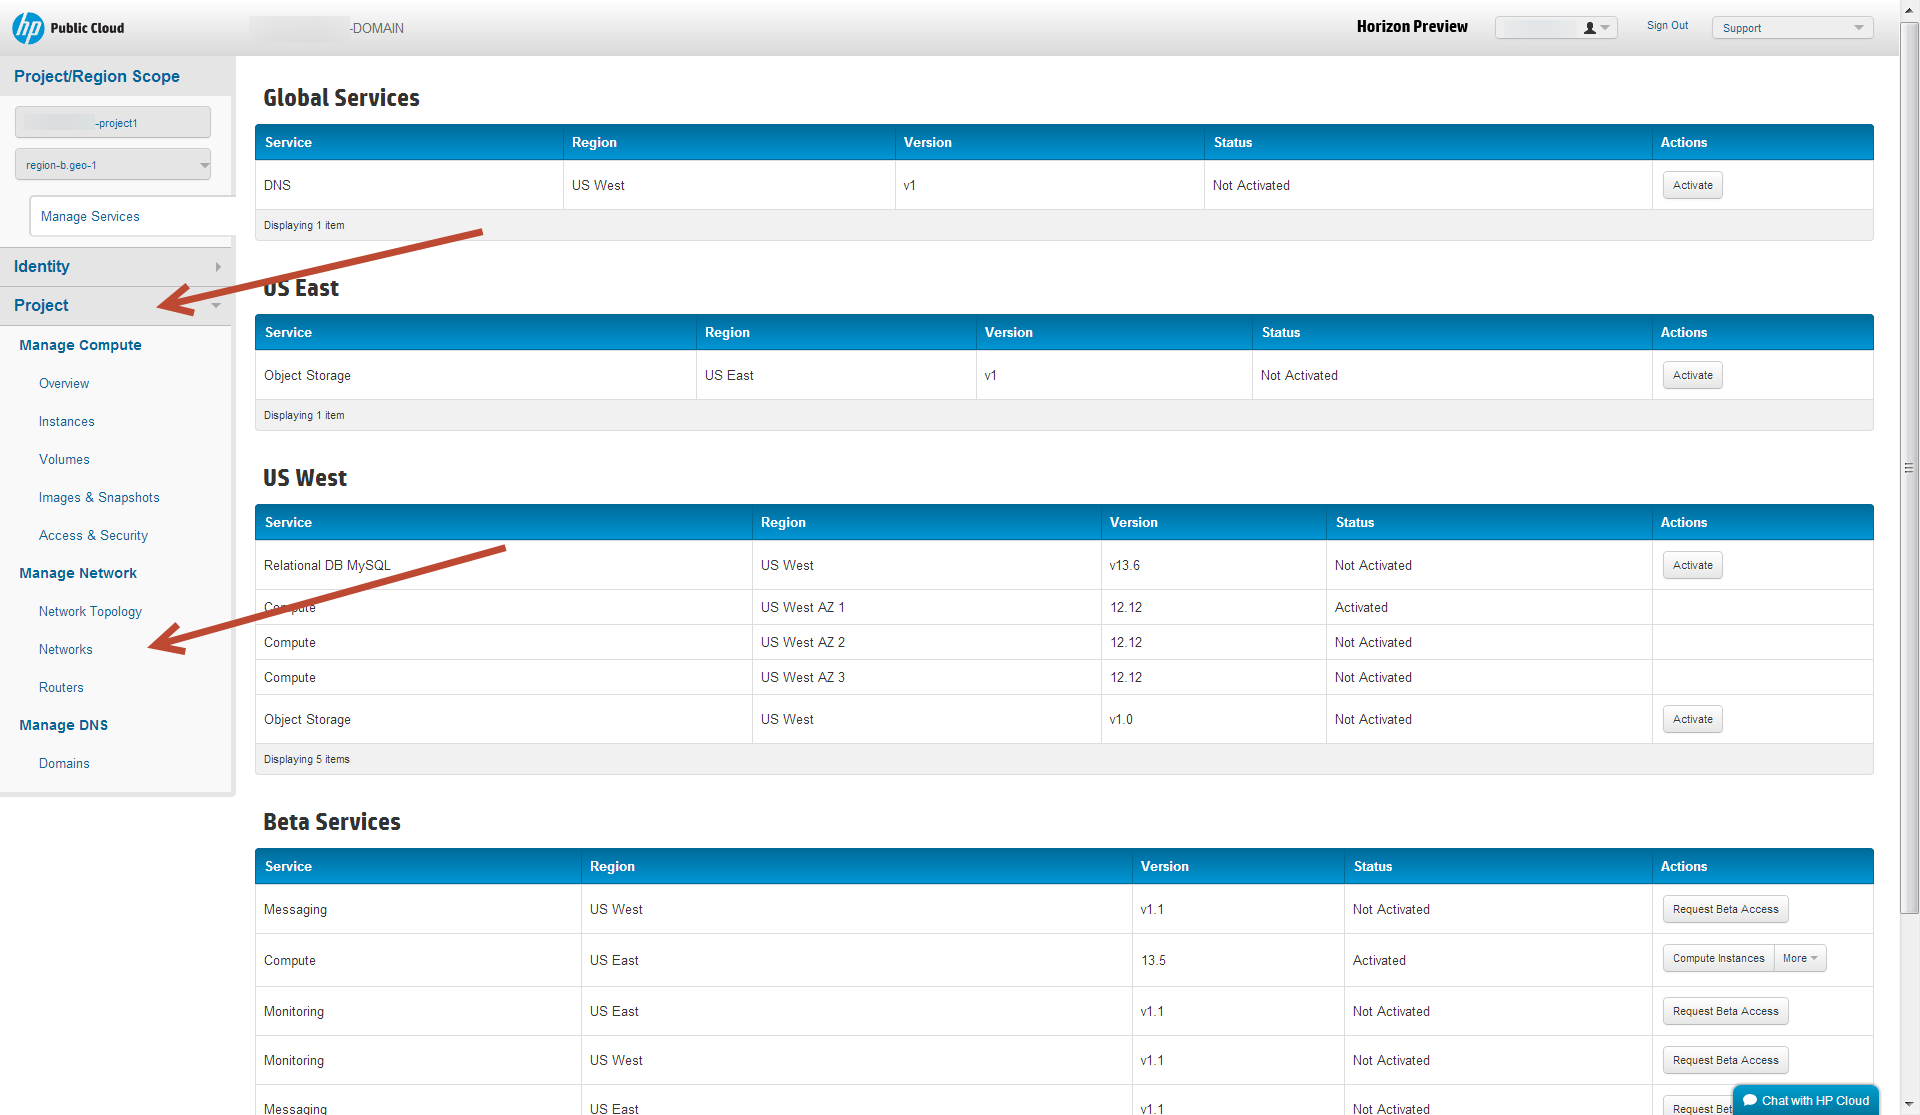 hp Public Cloud
-DOMAIN
Horizon Preview
Sign Out
Support
Project/Region Scope
-project1
region-b.geo-1
Manage Services
Identity
Project
Manage Compute
Overview
Instances
Volumes
Images & Snapshots
Access & Security
Manage Network
Network Topology
Networks
Routers
Manage DNS
Domains
Global Services
Service Region Version Status Actions
DNS US West v1 Not Activated Activate
Displaying 1 item
US East
Service Region Version Status Actions
Object Storage US East v1 Not Activated Activate
Displaying 1 item
US West
Service Region Version Status Actions
Relational DB MySQL US West v13.6 Not Activated Activate
Compute US West AZ 1 12.12 Activated
Compute US West AZ 2 12.12 Not Activated
Compute US West AZ 3 12.12 Not Activated
Object Storage US West v1.0 Not Activated Activate
Displaying 5 items
Beta Services
Service Region Version Status Actions
Messaging US West v1.1 Not Activated Request Beta Access
Compute US East 13.5 Activated Compute Instances More
Monitoring US East v1.1 Not Activated Request Beta Access
Monitoring US West v1.1 Not Activated Request Beta Access
Messaging US East v1.1 Not Activated Request
Chat with HP Cloud